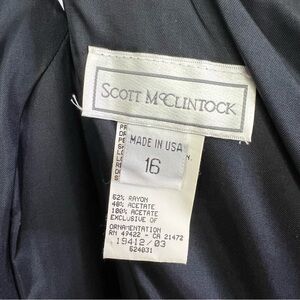 SCOTT McCLINTOCK
MADE IN USA
16
52% RAYON
48% ACETATE
100% ACETATE
EXCLUSIVE OF
ORNAMENTATION
RN 49422 - CA 21472
19412/03
624031